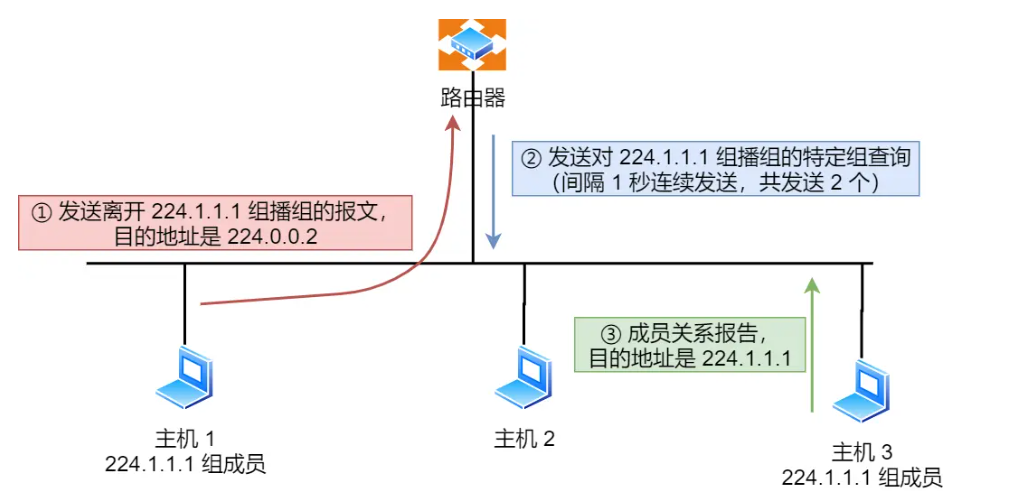 路由器
② 发送对 224.1.1.1 组播组的特定组查询
（间隔 1 秒连续发送，共发送 2 个）
① 发送离开 224.1.1.1 组播组的报文，
目的地址是 224.0.0.2
③ 成员关系报告，
目的地址是 224.1.1.1
主机 1
224.1.1.1 组成员
主机 2
主机 3
224.1.1.1 组成员